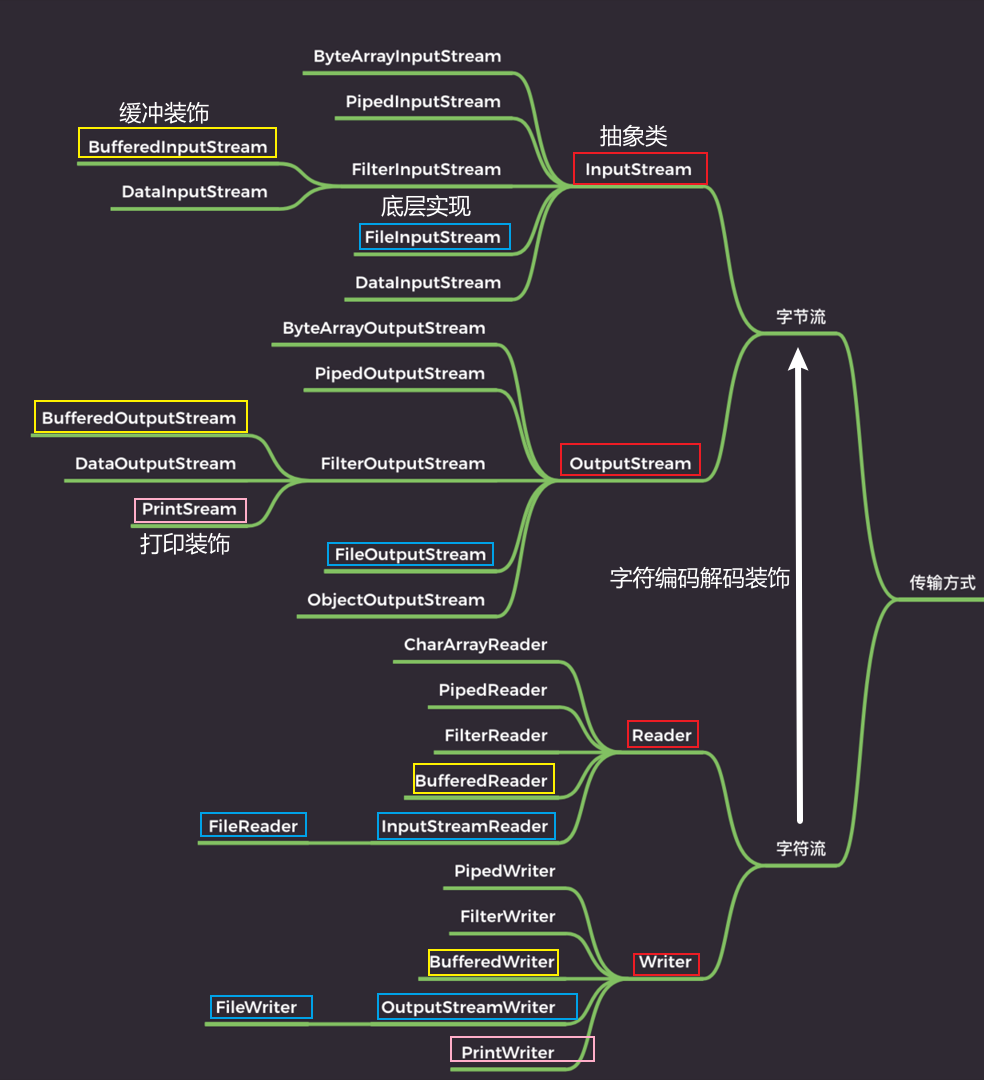 ByteArrayInputStream
PipedInputStream
缓冲装饰
BufferedInputStream
DataInputStream
FilterInputStream
抽象类
InputStream
底层实现
FileInputStream
DataInputStream
字节流
ByteArrayOutputStream
PipedOutputStream
BufferedOutputStream
DataOutputStream
FilterOutputStream
OutputStream
PrintSream
打印装饰
FileOutputStream
ObjectOutputStream
字符编码解码装饰
传输方式
CharArrayReader
PipedReader
FilterReader
Reader
BufferedReader
FileReader
InputStreamReader
字符流
PipedWriter
FilterWriter
BufferedWriter
Writer
FileWriter
OutputStreamWriter
PrintWriter